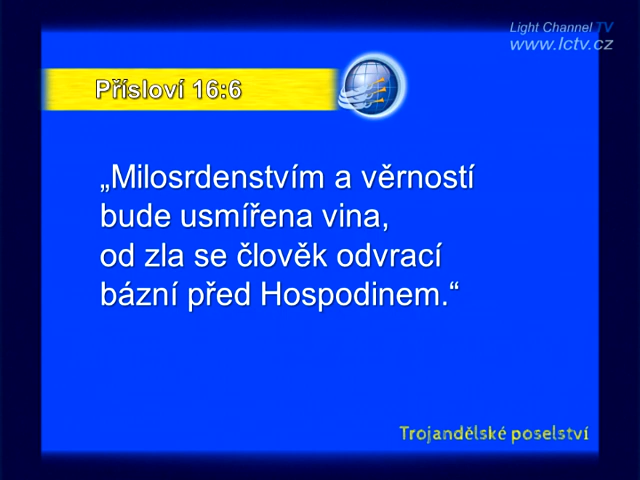 Light Channel TV
www.lctv.cz
Přísloví 16:6
„Milosrdenstvím a věrností
bude usmířena vina,
od zla se člověk odvrací
bázní před Hospodinem.“
Trojandělské poselství